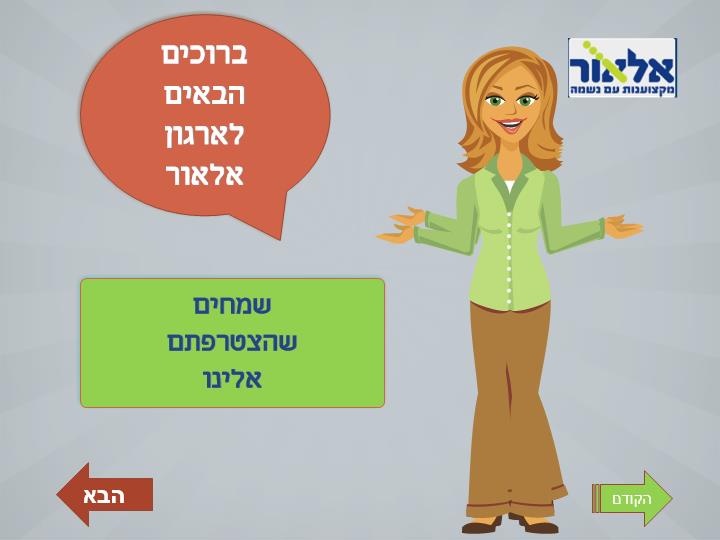 אלאור
מקצוענות עם נשמה
ברוכים
הבאים
לארגון
אלאור
שמחים
שהצטרפתם
אלינו
הקודם
הבא